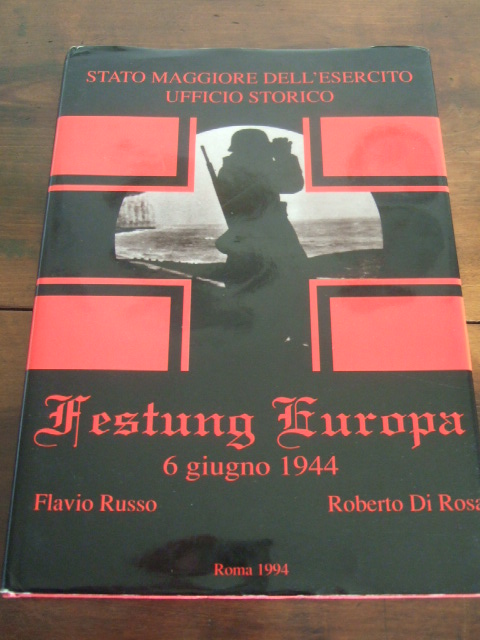 STATO MAGGIORE DELL'ESERCITO
UFFICIO STORICO
Festung Europa
6 giugno 1944
Flavio Russo Roberto Di Rosa
Roma 1994